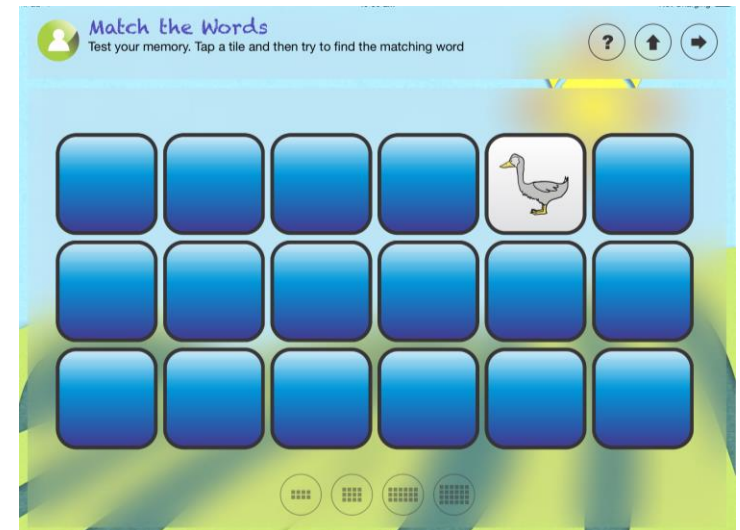 Match the Words
Test your memory. Tap a tile and then try to find the matching word
?